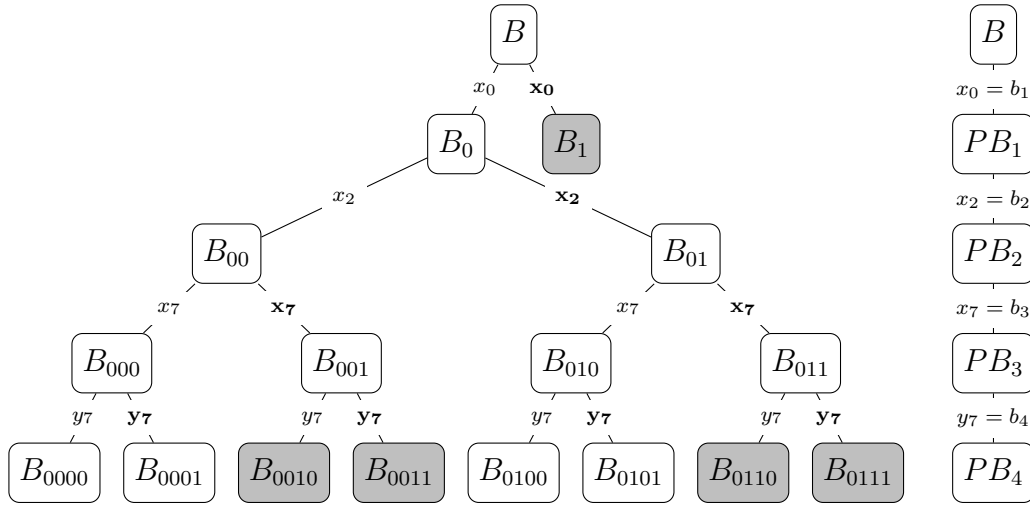 B B
x₀ **x₀** x₀ = b₁
B₀ B₁ PB₁
x₂ **x₂** x₂ = b₂
B₀₀ B₀₁ PB₂
x₇ **x₇** x₇ **x₇** x₇ = b₃
B₀₀₀ B₀₀₁ B₀₁₀ B₀₁₁ PB₃
y₇ **y₇** y₇ **y₇** y₇ **y₇** y₇ **y₇** y₇ = b₄
B₀₀₀₀ B₀₀₀₁ B₀₀₁₀ B₀₀₁₁ B₀₁₀₀ B₀₁₀₁ B₀₁₁₀ B₀₁₁₁ PB₄